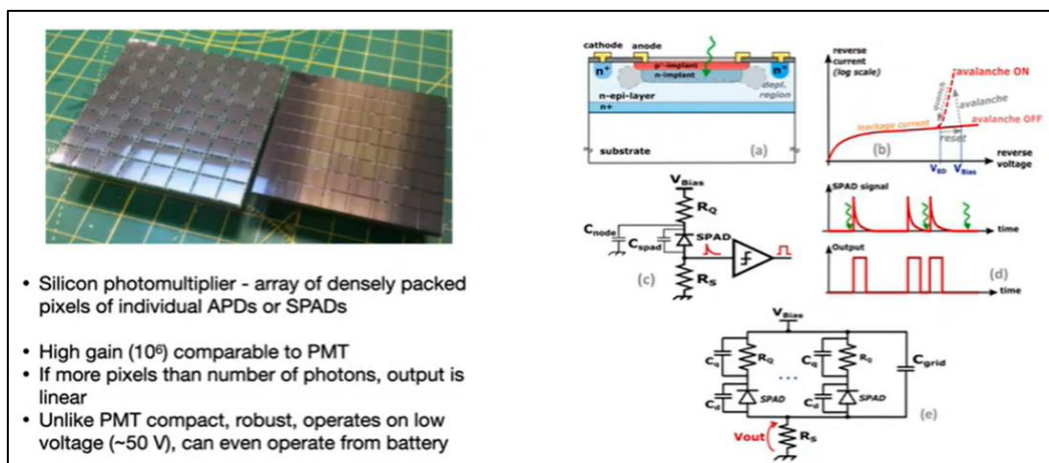 • Silicon photomultiplier - array of densely packed
pixels of individual APDs or SPADs
• High gain (10⁶) comparable to PMT
• If more pixels than number of photons, output is
linear
• Unlike PMT compact, robust, operates on low
voltage (~50 V), can even operate from battery
cathode anode
p⁺-implant
n⁺ n-implant n⁺
depl.
region
n-epi-layer
n+
substrate
(a)
reverse
current
(log scale)
avalanche ON
quench
avalanche
avalanche OFF
leakage current
reset
(b)
reverse
voltage
V_BD V_Bias
V_Bias
R_Q
C_node
C_spad
SPAD
(c)
R_S
SPAD signal
time
Output
(d)
time
V_Bias
C_q R_Q C_q R_Q C_grid
...
C_d SPAD C_d SPAD
(e)
Vout R_S